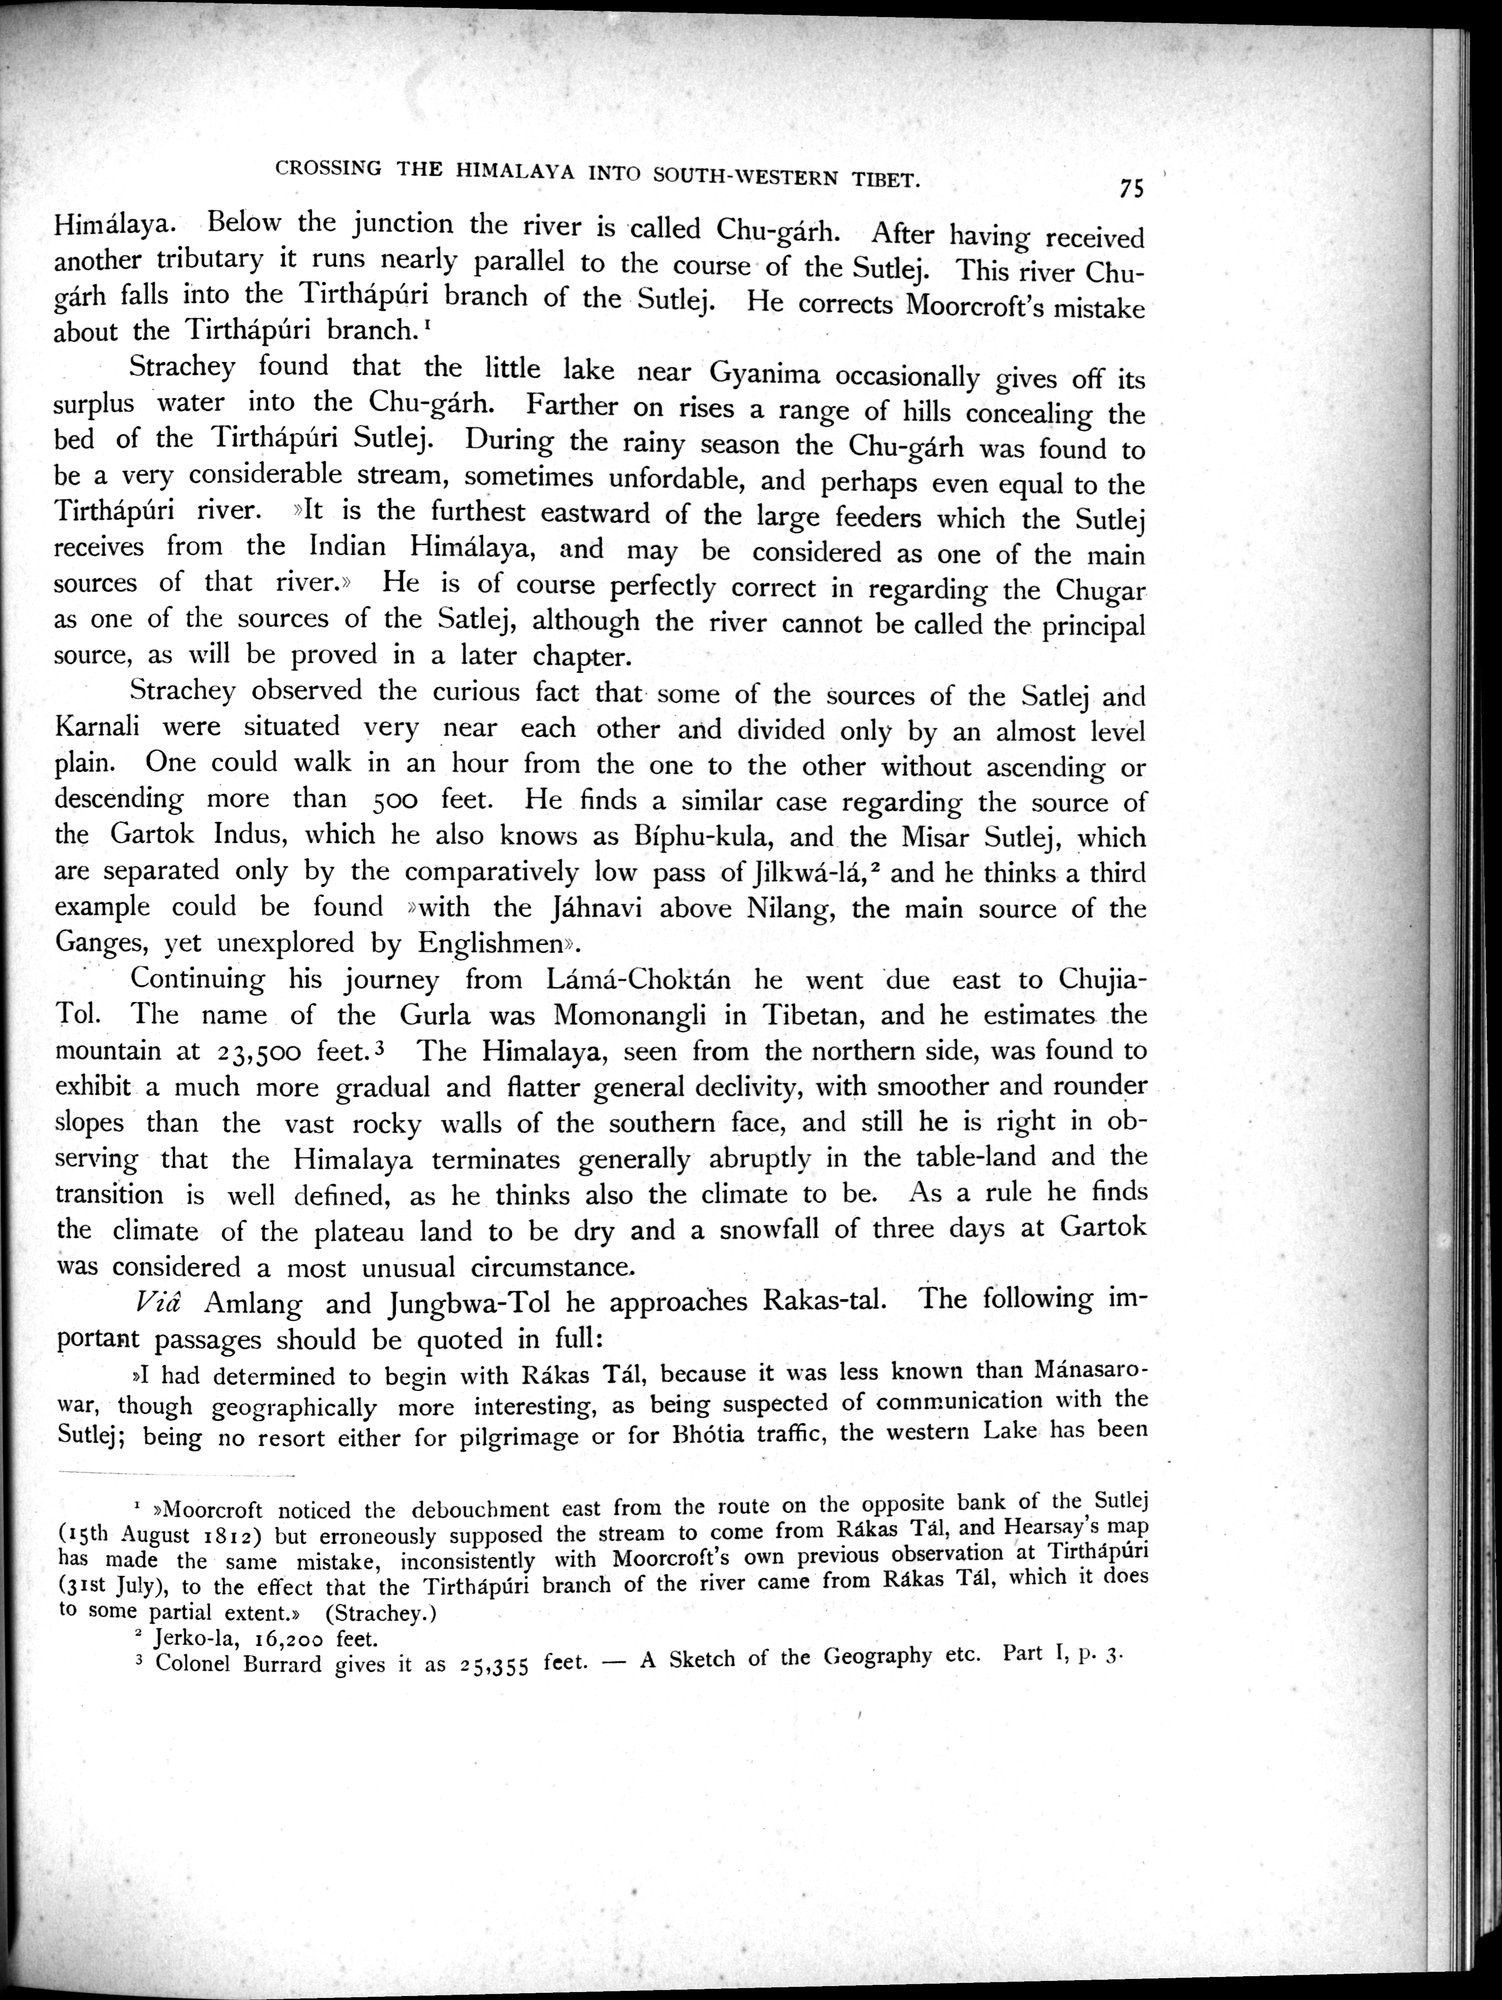 CROSSING THE HIMALAYA INTO SOUTH-WESTERN TIBET.
75
Himálaya. Below the junction the river is called Chu-gárh. After having received
another tributary it runs nearly parallel to the course of the Sutlej. This river Chu-
gárh falls into the Tirthápúri branch of the Sutlej. He corrects Moorcroft's mistake
about the Tirthápúri branch.¹
Strachey found that the little lake near Gyanima occasionally gives off its
surplus water into the Chu-gárh. Farther on rises a range of hills concealing the
bed of the Tirthápúri Sutlej. During the rainy season the Chu-gárh was found to
be a very considerable stream, sometimes unfordable, and perhaps even equal to the
Tirthápúri river. »It is the furthest eastward of the large feeders which the Sutlej
receives from the Indian Himálaya, and may be considered as one of the main
sources of that river.» He is of course perfectly correct in regarding the Chugar
as one of the sources of the Satlej, although the river cannot be called the principal
source, as will be proved in a later chapter.
Strachey observed the curious fact that some of the sources of the Satlej and
Karnali were situated very near each other and divided only by an almost level
plain. One could walk in an hour from the one to the other without ascending or
descending more than 500 feet. He finds a similar case regarding the source of
the Gartok Indus, which he also knows as Bíphu-kula, and the Misar Sutlej, which
are separated only by the comparatively low pass of Jilkwá-lá,² and he thinks a third
example could be found »with the Jáhnavi above Nilang, the main source of the
Ganges, yet unexplored by Englishmen».
Continuing his journey from Lámá-Choktán he went due east to Chujia-
Tol. The name of the Gurla was Momonangli in Tibetan, and he estimates the
mountain at 23,500 feet.³ The Himalaya, seen from the northern side, was found to
exhibit a much more gradual and flatter general declivity, with smoother and rounder
slopes than the vast rocky walls of the southern face, and still he is right in ob-
serving that the Himalaya terminates generally abruptly in the table-land and the
transition is well defined, as he thinks also the climate to be. As a rule he finds
the climate of the plateau land to be dry and a snowfall of three days at Gartok
was considered a most unusual circumstance.
Viâ Amlang and Jungbwa-Tol he approaches Rakas-tal. The following im-
portant passages should be quoted in full:
»I had determined to begin with Rákas Tál, because it was less known than Mánasaro-
war, though geographically more interesting, as being suspected of communication with the
Sutlej; being no resort either for pilgrimage or for Bhótia traffic, the western Lake has been
¹ »Moorcroft noticed the debouchment east from the route on the opposite bank of the Sutlej
(15th August 1812) but erroneously supposed the stream to come from Rákas Tál, and Hearsay's map
has made the same mistake, inconsistently with Moorcroft's own previous observation at Tirthápúri
(31st July), to the effect that the Tirthápúri branch of the river came from Rákas Tál, which it does
to some partial extent.» (Strachey.)
² Jerko-la, 16,200 feet.
³ Colonel Burrard gives it as 25,355 feet. — A Sketch of the Geography etc. Part I, p. 3.